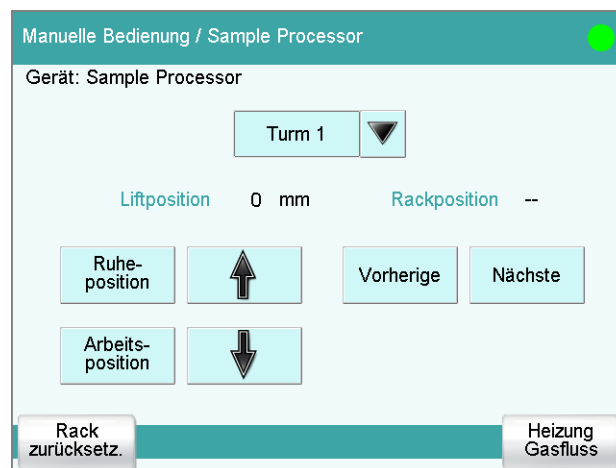 Manuelle Bedienung / Sample Processor
Gerät: Sample Processor
Turm 1
Liftposition 0 mm Rackposition --
Ruhe-
position
Vorherige Nächste
Arbeits-
position
Rack
zurücksetz.
Heizung
Gasfluss